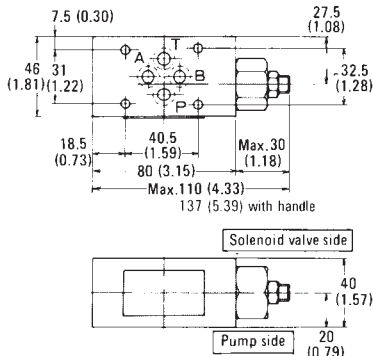 7.5 (0.30)
27.5
(1.08)
A
T
B
P
46
(1.81)
31
(1.22)
32.5
(1.28)
18.5
(0.73)
40.5
(1.59)
Max.30
(1.18)
80 (3.15)
Max.110 (4.33)
137 (5.39) with handle
Solenoid valve side
40
(1.57)
Pump side
20
(0.79)